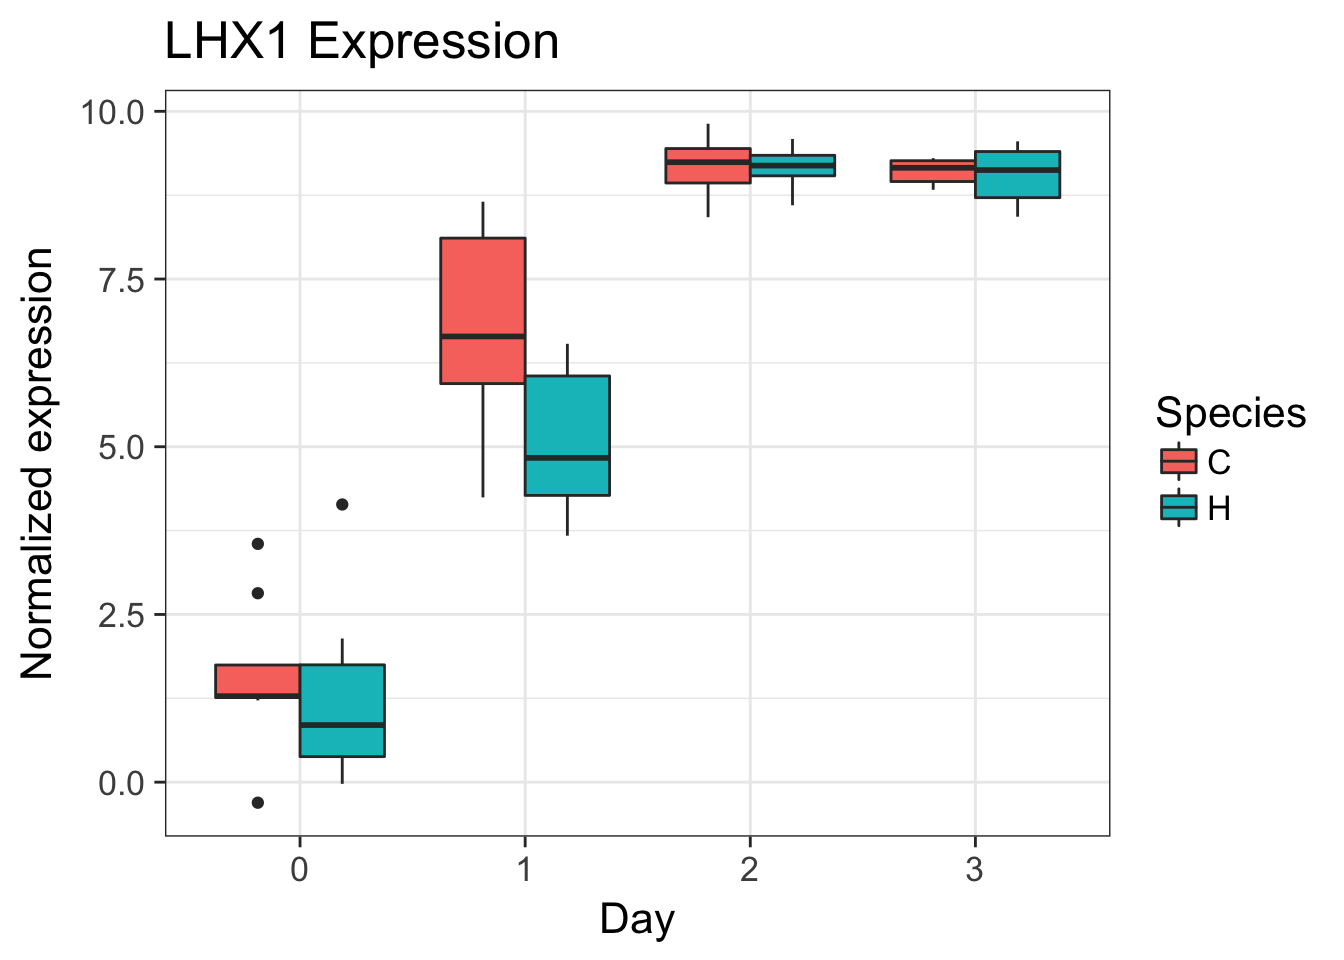 LHX1 Expression
10.0
7.5
5.0
2.5
0.0
Normalized expression
0 1 2 3
Day
Species
C
H